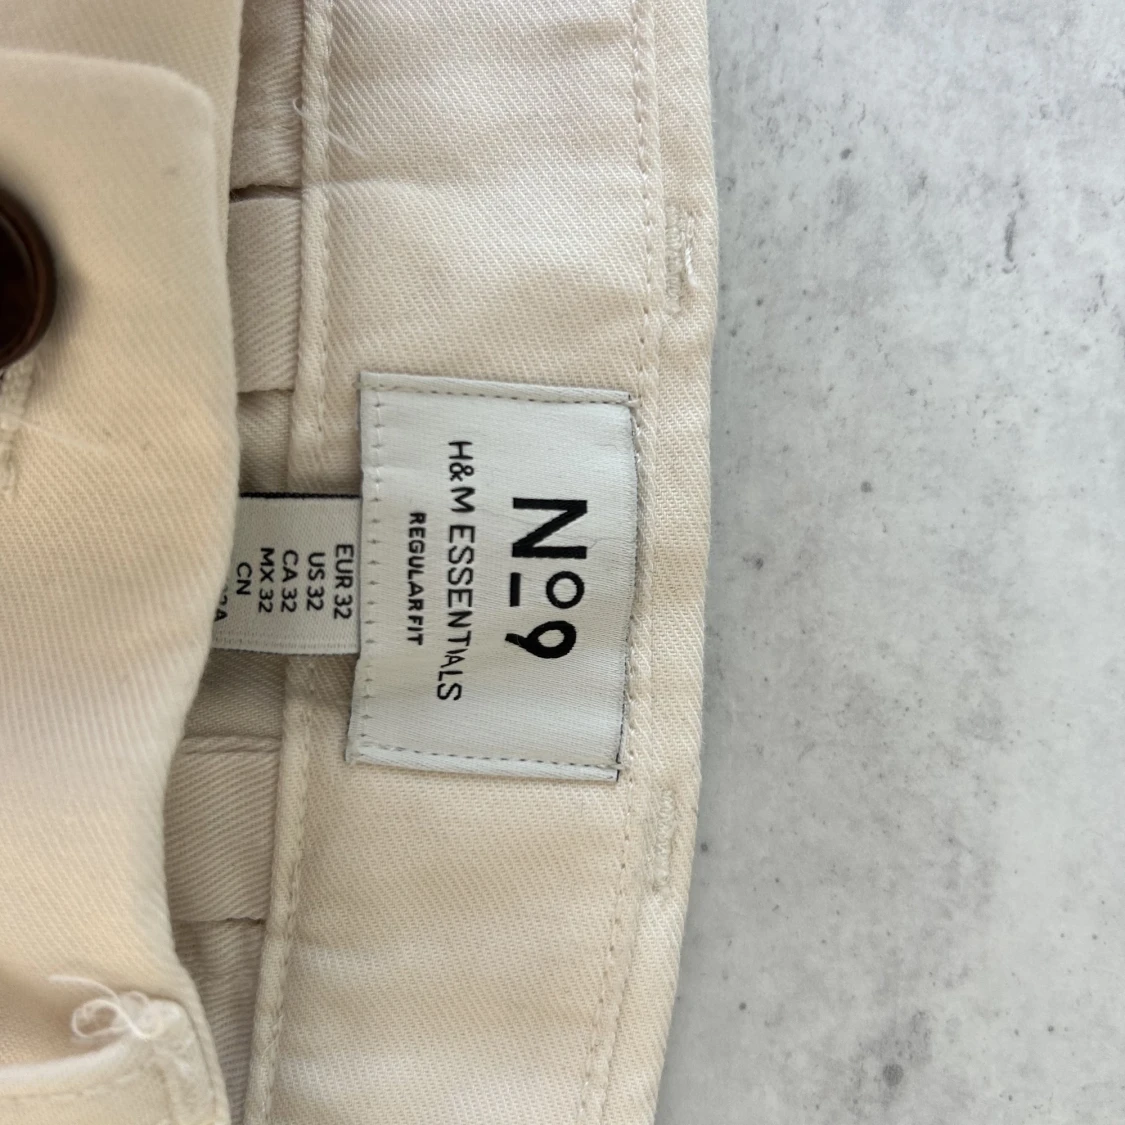 Nº9
H&M ESSENTIALS
REGULAR FIT
EUR 32
US 32
CA 32
MX 32
CN